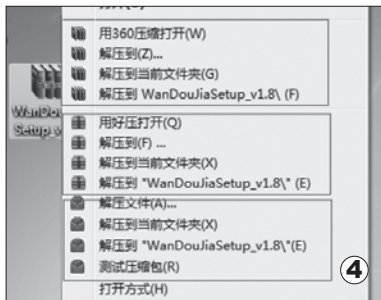 用360压缩打开(W)
解压到(Z)...
解压到当前文件夹(G)
解压到 WanDouJiaSetup_v1.8\ (F)
WanDou
Setup_v
用好压打开(Q)
解压到(F) ...
解压到当前文件夹(X)
解压到 "WanDouJiaSetup_v1.8\" (E)
解压文件(A)...
解压到当前文件夹(X)
解压到 "WanDouJiaSetup_v1.8\"(E)
测试压缩包(R)
打开方式(H)
④